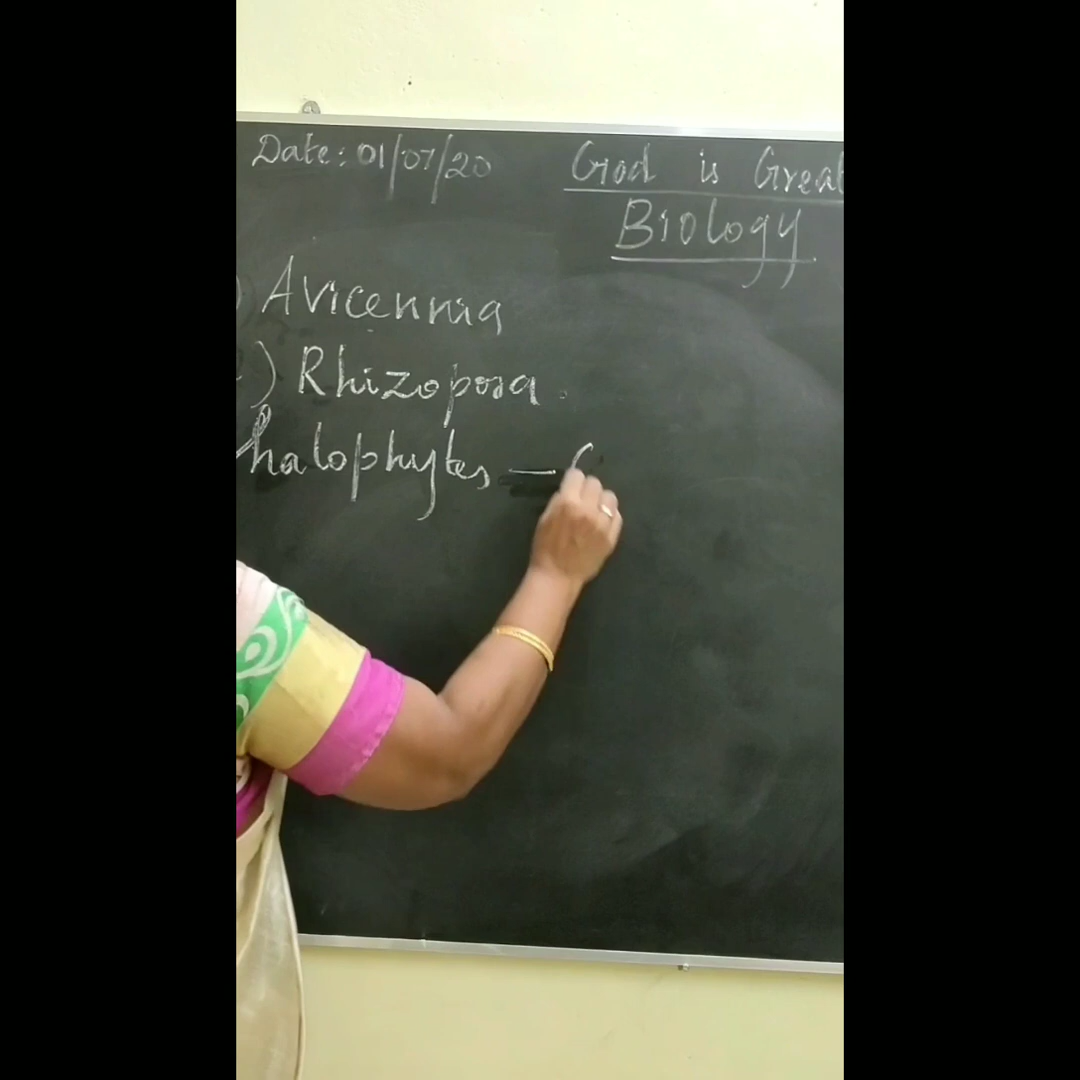 Date: 01/07/20
God is Great
Biology
) Avicennia
) Rhizopora.
halophytes –